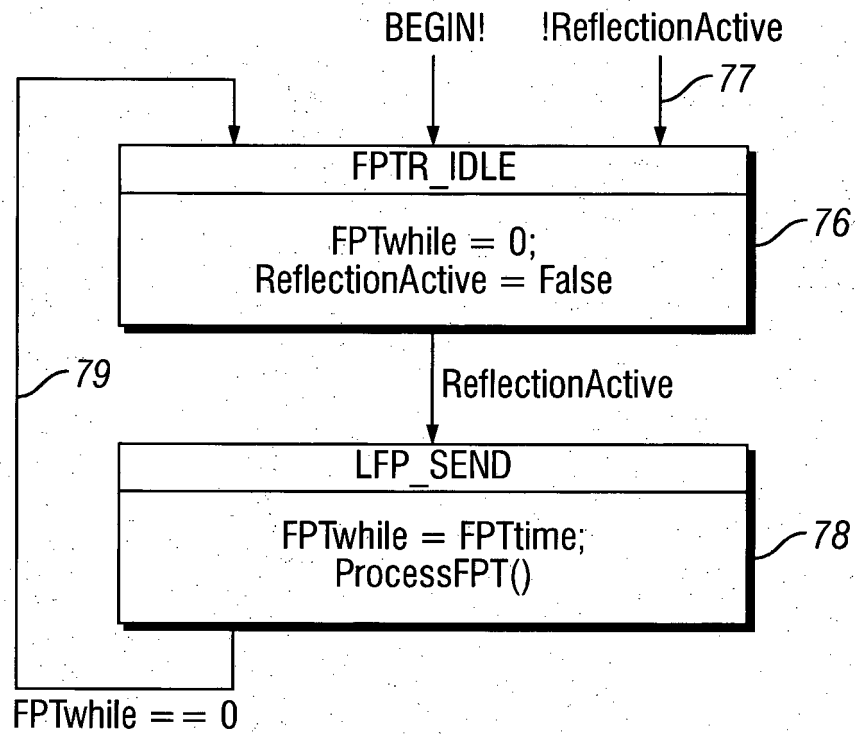 BEGIN!
!ReflectionActive
77
FPTR_IDLE
FPTwhile = 0;
ReflectionActive = False
76
79
ReflectionActive
LFP_SEND
FPTwhile = FPTtime;
ProcessFPT()
78
FPTwhile == 0